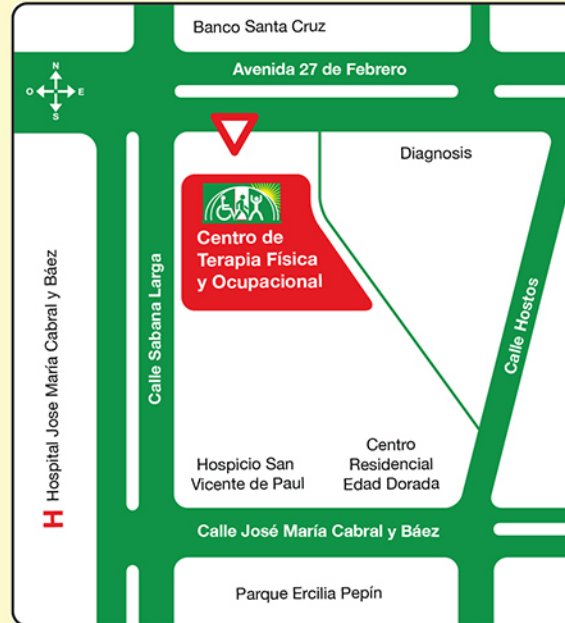 Banco Santa Cruz
Avenida 27 de Febrero
N
O
E
S
Diagnosis
Centro de
Terapia Física
y Ocupacional
Calle Sabana Larga
H Hospital Jose María Cabral y Báez
Calle Hostos
Hospicio San
Vicente de Paul
Centro
Residencial
Edad Dorada
Calle José María Cabral y Báez
Parque Ercilia Pepín